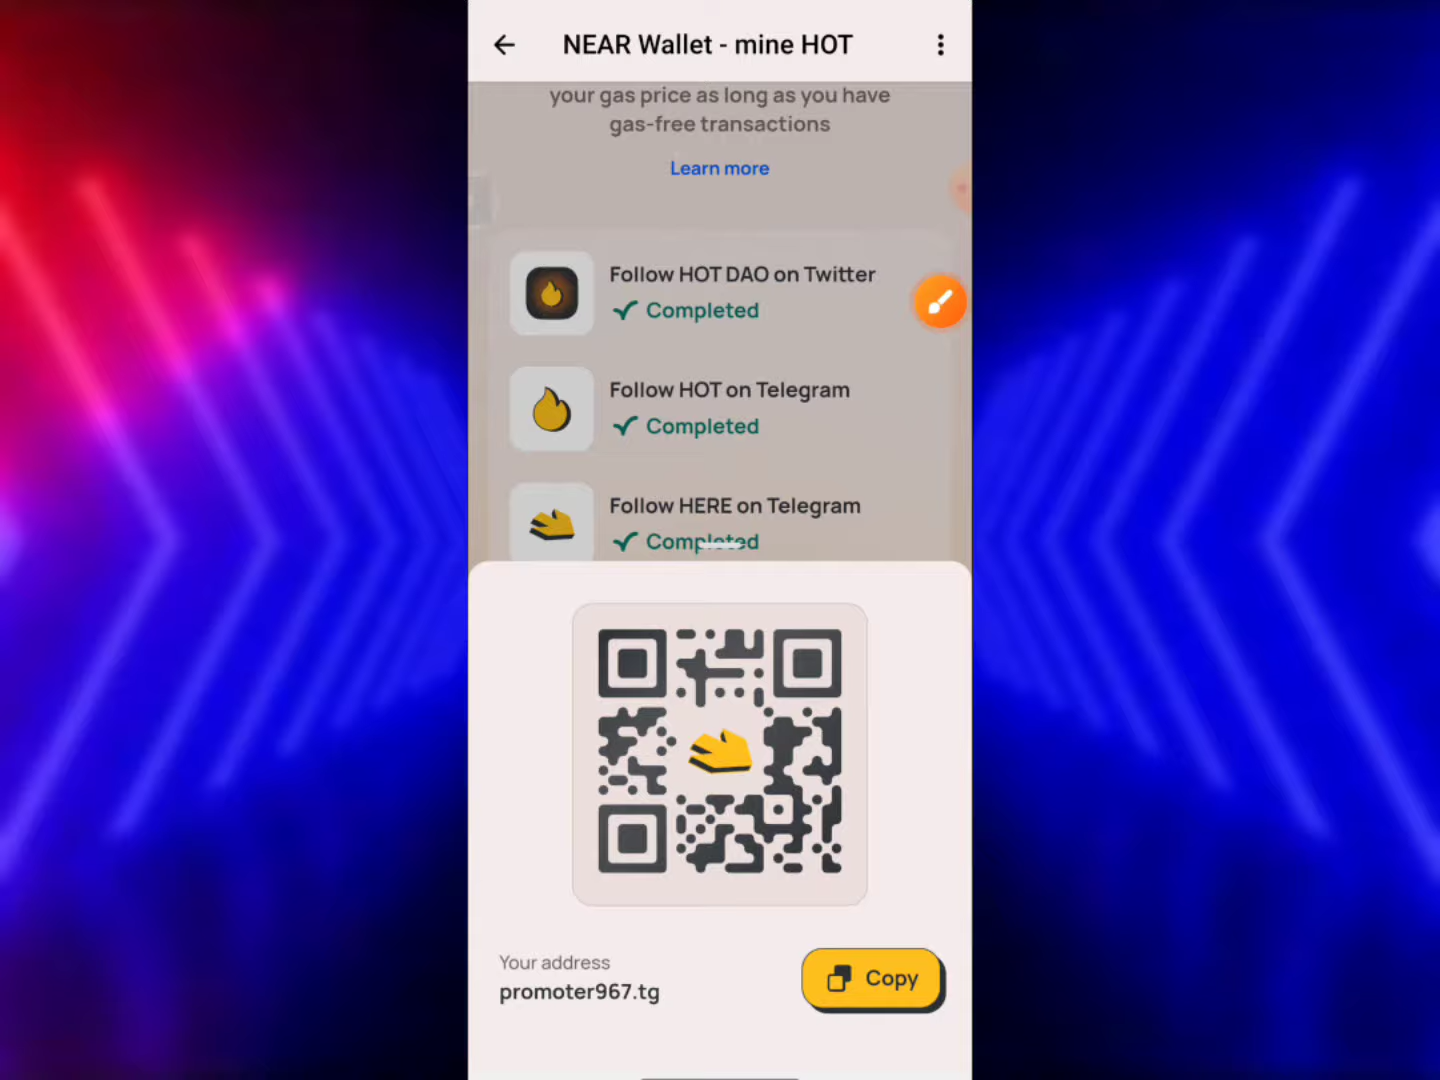 NEAR Wallet - mine HOT
your gas price as long as you have
gas-free transactions
Learn more
Follow HOT DAO on Twitter
Completed
Follow HOT on Telegram
Completed
Follow HERE on Telegram
Completed
Your address
promoter967.tg
Copy